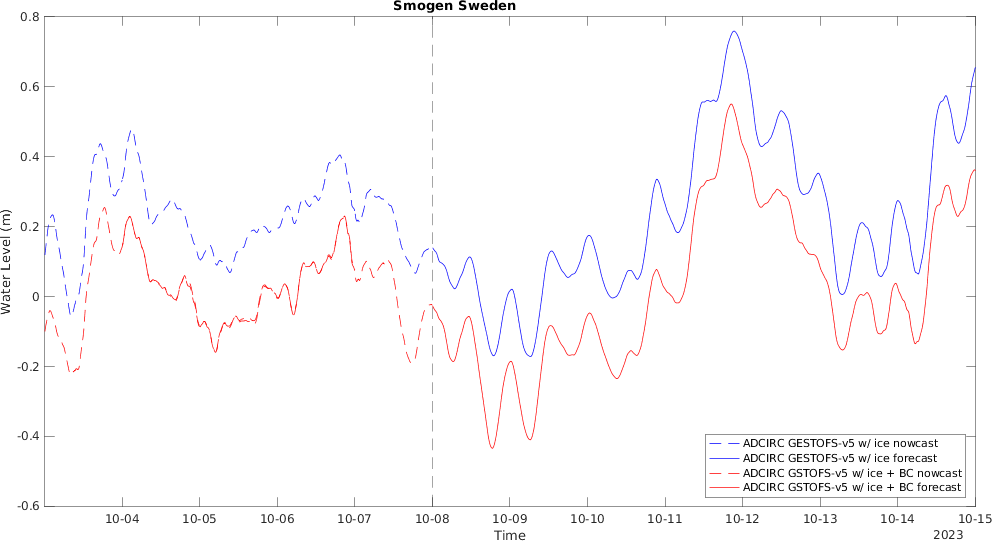 Smogen Sweden
0.8
0.6
0.4
0.2
0
-0.2
-0.4
-0.6
Water Level (m)
10-04 10-05 10-06 10-07 10-08 10-09 10-10 10-11 10-12 10-13 10-14 10-15
Time
2023
ADCIRC GESTOFS-v5 w/ ice nowcast
ADCIRC GESTOFS-v5 w/ ice forecast
ADCIRC GSTOFS-v5 w/ ice + BC nowcast
ADCIRC GSTOFS-v5 w/ ice + BC forecast